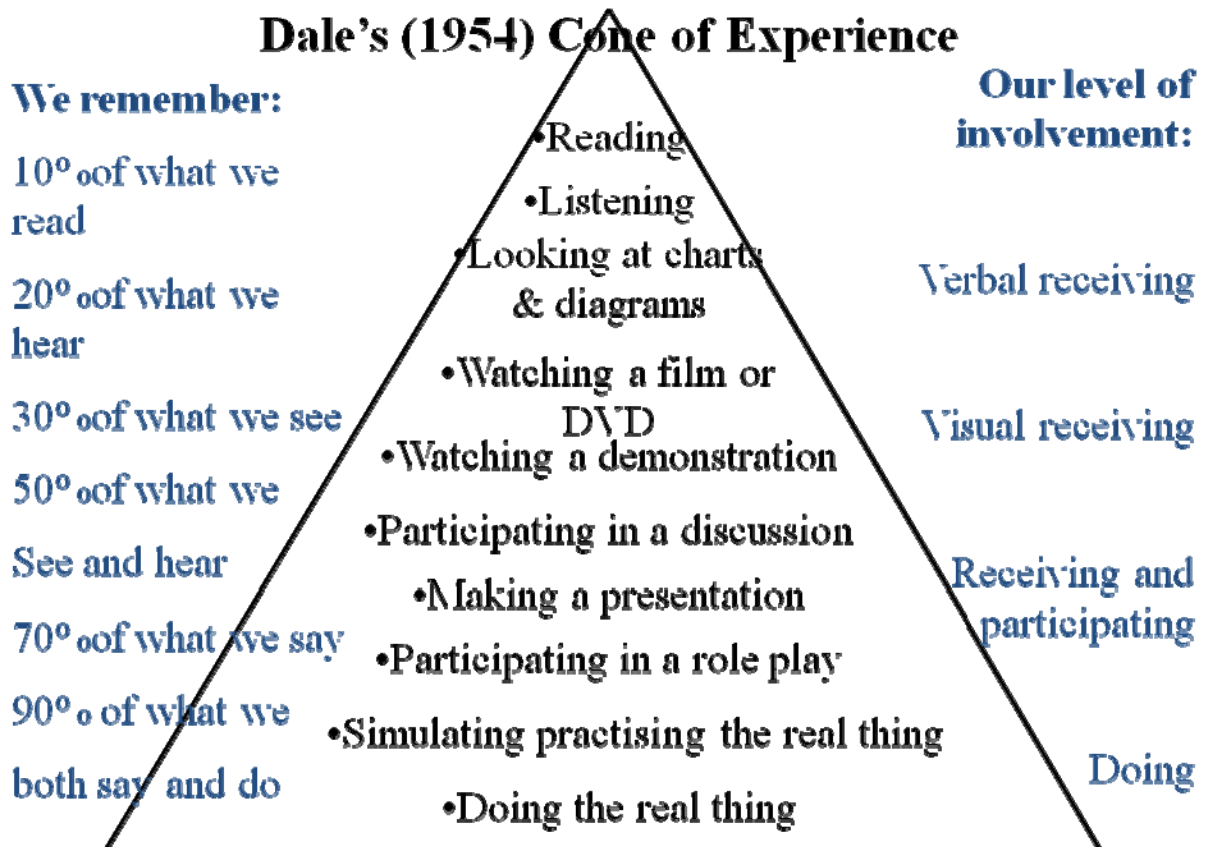 Dale's (1954) Cone of Experience
We remember:
10% of what we
read
20% of what we
hear
30% of what we see
50% of what we
See and hear
70% of what we say
90% of what we
both say and do
•Reading
•Listening
•Looking at charts
& diagrams
•Watching a film or
DVD
•Watching a demonstration
•Participating in a discussion
•Making a presentation
•Participating in a role play
•Simulating practising the real thing
•Doing the real thing
Our level of
involvement:
Verbal receiving
Visual receiving
Receiving and
participating
Doing